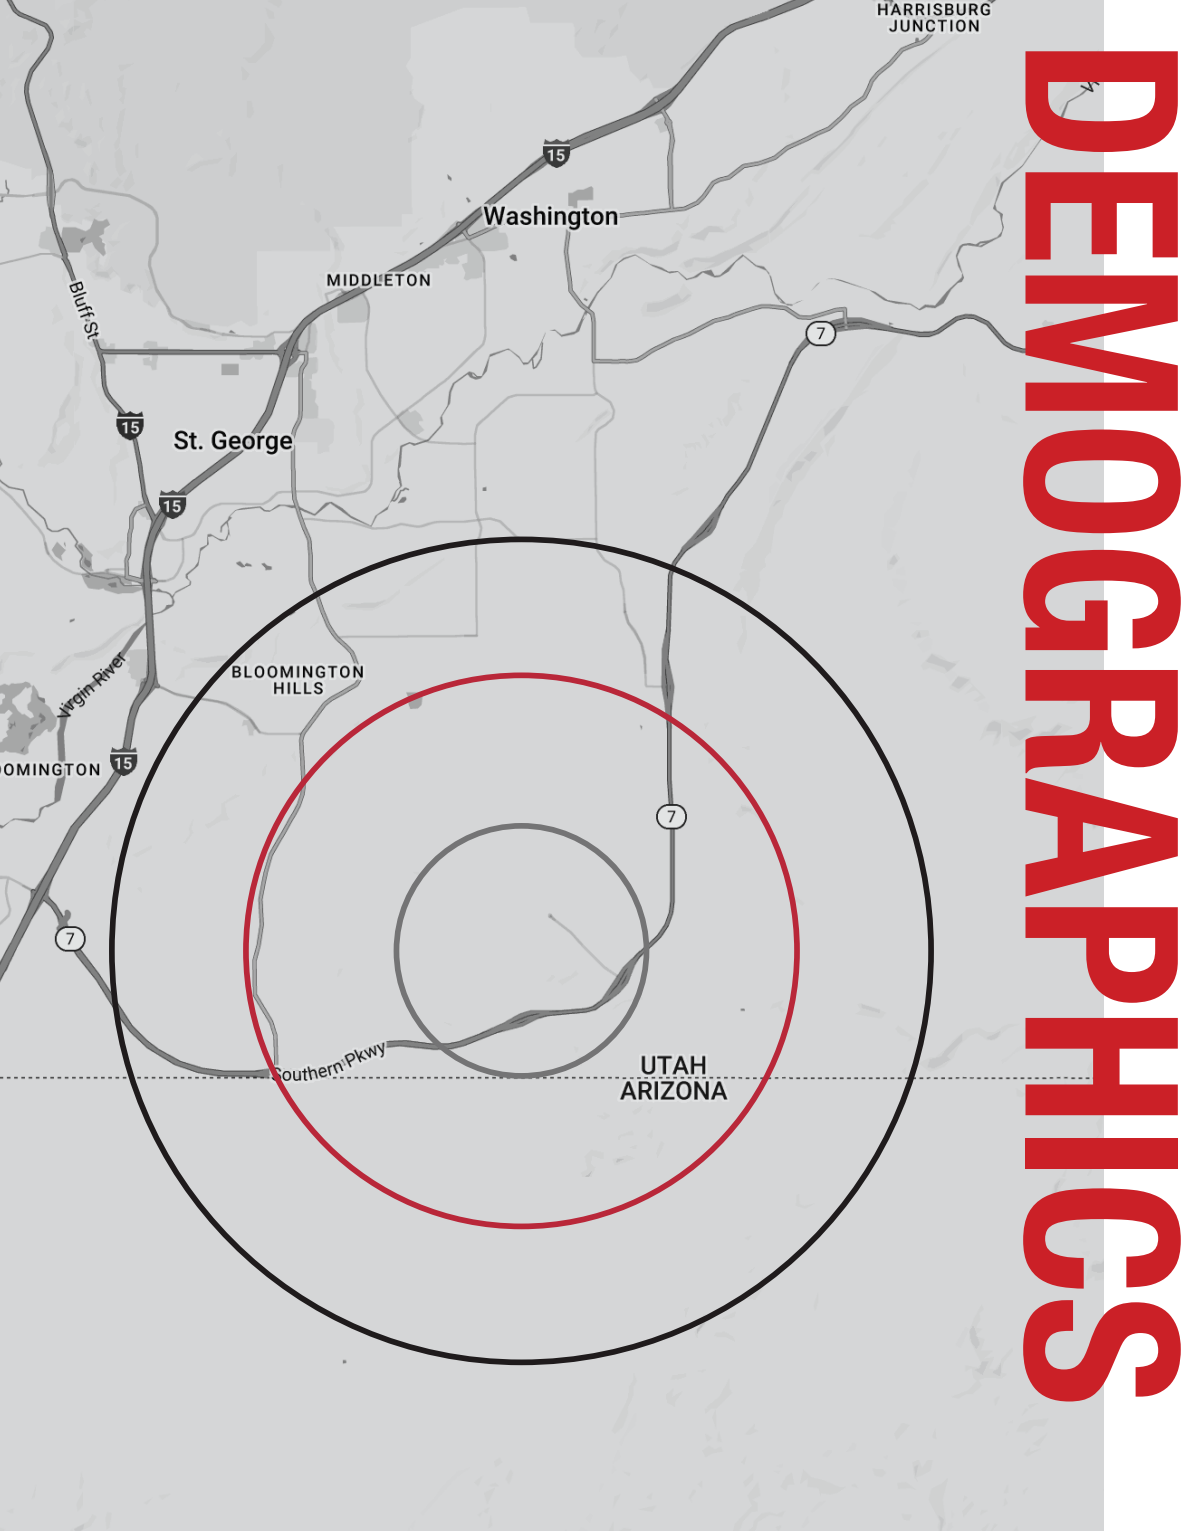 HARRISBURG
JUNCTION
15
Washington
MIDDLETON
Bluff St
7
15
St. George
15
BLOOMINGTON
HILLS
Virgin River
OOMINGTON
15
7
7
Southern Pkwy
UTAH
ARIZONA
DEMOGRAPHICS